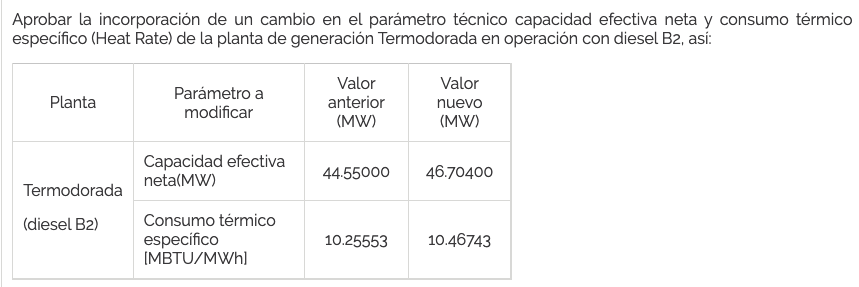 Aprobar la incorporación de un cambio en el parámetro técnico capacidad efectiva neta y consumo térmico
específico (Heat Rate) de la planta de generación Termodorada en operación con diesel B2, así:
Planta
Parámetro a
modificar
Valor
anterior
(MW)
Valor
nuevo
(MW)
Termodorada
(diesel B2)
Capacidad efectiva
neta(MW)
44.55000
46.70400
Consumo térmico
específico
[MBTU/MWh]
10.25553
10.46743